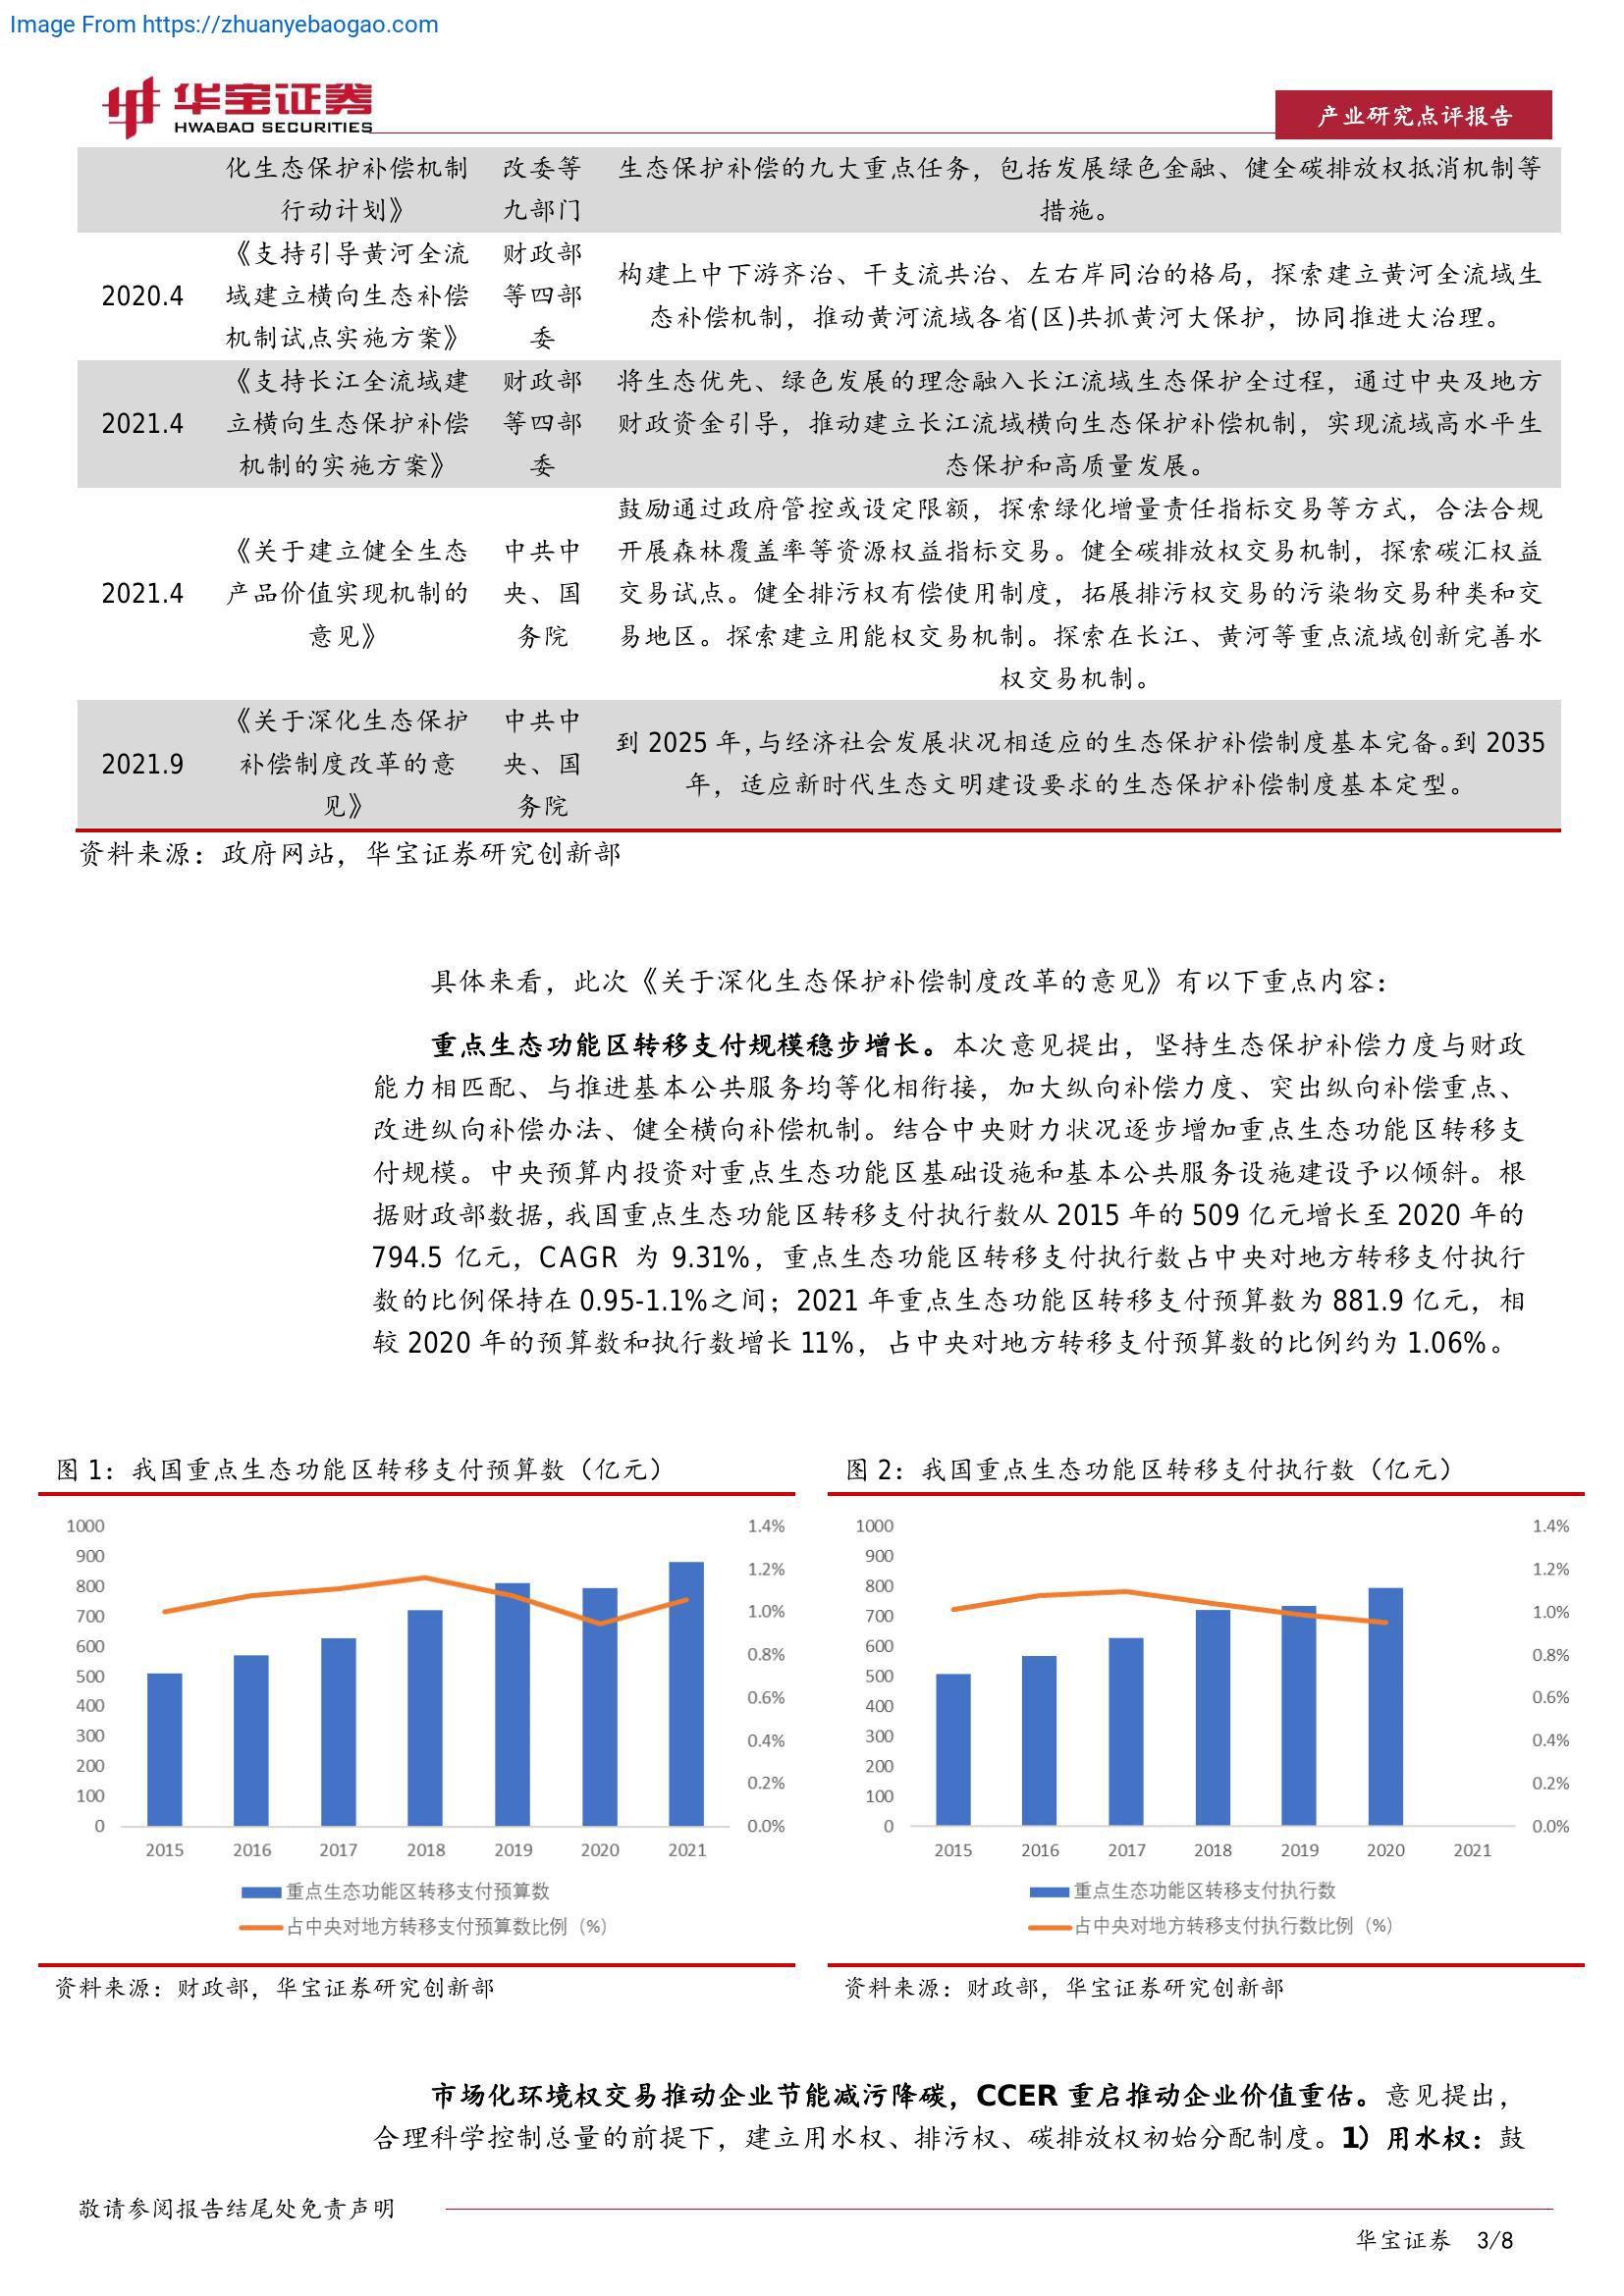 Image From https://zhuanyebaogao.com
华宝证券
HWABAO SECURITIES
产业研究点评报告
化生态保护补偿机制
行动计划》
改委等
九部门
生态保护补偿的九大重点任务，包括发展绿色金融、健全碳排放权抵消机制等
措施。
2020.4
《支持引导黄河全流
域建立横向生态补偿
机制试点实施方案》
财政部
等四部
委
构建上中下游齐治、干支流共治、左右岸同治的格局，探索建立黄河全流域生
态补偿机制，推动黄河流域各省(区)共抓黄河大保护，协同推进大治理。
2021.4
《支持长江全流域建
立横向生态保护补偿
机制的实施方案》
财政部
等四部
委
将生态优先、绿色发展的理念融入长江流域生态保护全过程，通过中央及地方
财政资金引导，推动建立长江流域横向生态保护补偿机制，实现流域高水平生
态保护和高质量发展。
2021.4
《关于建立健全生态
产品价值实现机制的
意见》
中共中
央、国
务院
鼓励通过政府管控或设定限额，探索绿化增量责任指标交易等方式，合法合规
开展森林覆盖率等资源权益指标交易。健全碳排放权交易机制，探索碳汇权益
交易试点。健全排污权有偿使用制度，拓展排污权交易的污染物交易种类和交
易地区。探索建立用能权交易机制。探索在长江、黄河等重点流域创新完善水
权交易机制。
2021.9
《关于深化生态保护
补偿制度改革的意
见》
中共中
央、国
务院
到 2025 年，与经济社会发展状况相适应的生态保护补偿制度基本完备。到 2035
年，适应新时代生态文明建设要求的生态保护补偿制度基本定型。
资料来源：政府网站，华宝证券研究创新部
具体来看，此次《关于深化生态保护补偿制度改革的意见》有以下重点内容：
重点生态功能区转移支付规模稳步增长。本次意见提出，坚持生态保护补偿力度与财政
能力相匹配、与推进基本公共服务均等化相衔接，加大纵向补偿力度、突出纵向补偿重点、
改进纵向补偿办法、健全横向补偿机制。结合中央财力状况逐步增加重点生态功能区转移支
付规模。中央预算内投资对重点生态功能区基础设施和基本公共服务设施建设予以倾斜。根
据财政部数据，我国重点生态功能区转移支付执行数从 2015 年的 509 亿元增长至 2020 年的
794.5 亿元，CAGR 为 9.31%，重点生态功能区转移支付执行数占中央对地方转移支付执行
数的比例保持在 0.95-1.1%之间；2021 年重点生态功能区转移支付预算数为 881.9 亿元，相
较 2020 年的预算数和执行数增长 11%，占中央对地方转移支付预算数的比例约为 1.06%。
图 1：我国重点生态功能区转移支付预算数（亿元）
1000
900
800
700
600
500
400
300
200
100
0
1.4%
1.2%
1.0%
0.8%
0.6%
0.4%
0.2%
0.0%
2015 2016 2017 2018 2019 2020 2021
重点生态功能区转移支付预算数
占中央对地方转移支付预算数比例（%）
资料来源：财政部，华宝证券研究创新部
图 2：我国重点生态功能区转移支付执行数（亿元）
1000
900
800
700
600
500
400
300
200
100
0
1.4%
1.2%
1.0%
0.8%
0.6%
0.4%
0.2%
0.0%
2015 2016 2017 2018 2019 2020 2021
重点生态功能区转移支付执行数
占中央对地方转移支付执行数比例（%）
资料来源：财政部，华宝证券研究创新部
市场化环境权交易推动企业节能减污降碳，CCER 重启推动企业价值重估。意见提出，
合理科学控制总量的前提下，建立用水权、排污权、碳排放权初始分配制度。1）用水权：鼓
敬请参阅报告结尾处免责声明
华宝证券 3/8